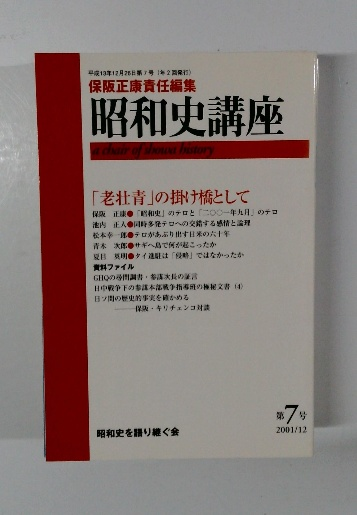 平成13年12月26日第7号(年2回発行)
保阪正康責任編集
昭和史講座
a chair of showa history
「老壮青」の掛け橋として
保阪 正康●「昭和史」のテロと「二〇〇一年九月」のテロ
池内 正人●同時多発テロへの交錯する感情と論理
松本幸一郎●テロがあぶり出す日米の六十年
青木 次郎●サギヘ島で何が起こったか
夏目 英明●タイ進駐は「侵略」ではなかったか
資料ファイル
GHQの尋問調書・参謀次長の証言
日中戦争下の参謀本部戦争指導班の極秘文書(4)
日ソ間の歴史的事実を確かめる
———保阪・キリチェンコ対談
第7号
2001/12
昭和史を語り継ぐ会